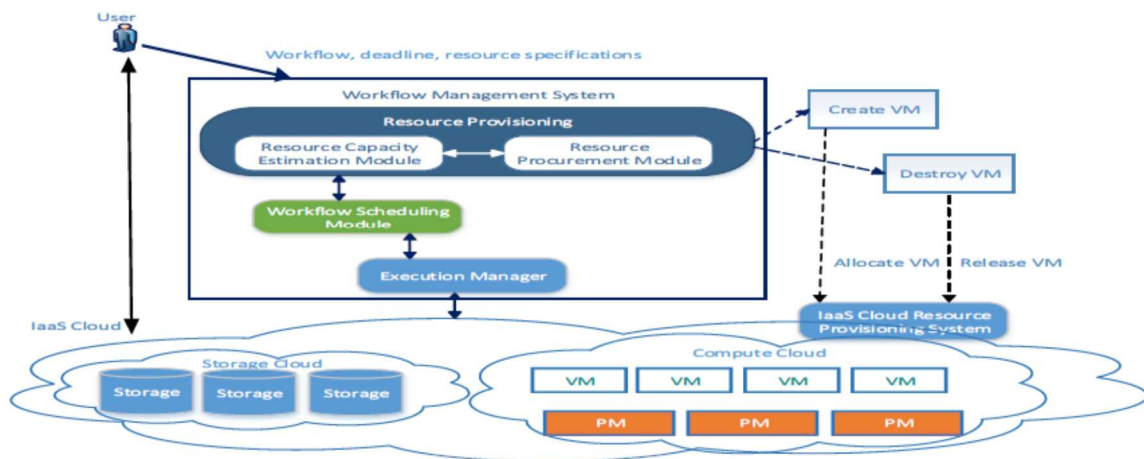 User
Workflow, deadline, resource specifications
Workflow Management System
Resource Provisioning
Resource Capacity
Estimation Module
Resource
Procurement Module
Create VM
Destroy VM
Workflow Scheduling
Module
Execution Manager
Allocate VM
Release VM
IaaS Cloud
IaaS Cloud Resource
Provisioning System
Storage Cloud
Compute Cloud
Storage
Storage
Storage
VM
VM
VM
VM
PM
PM
PM